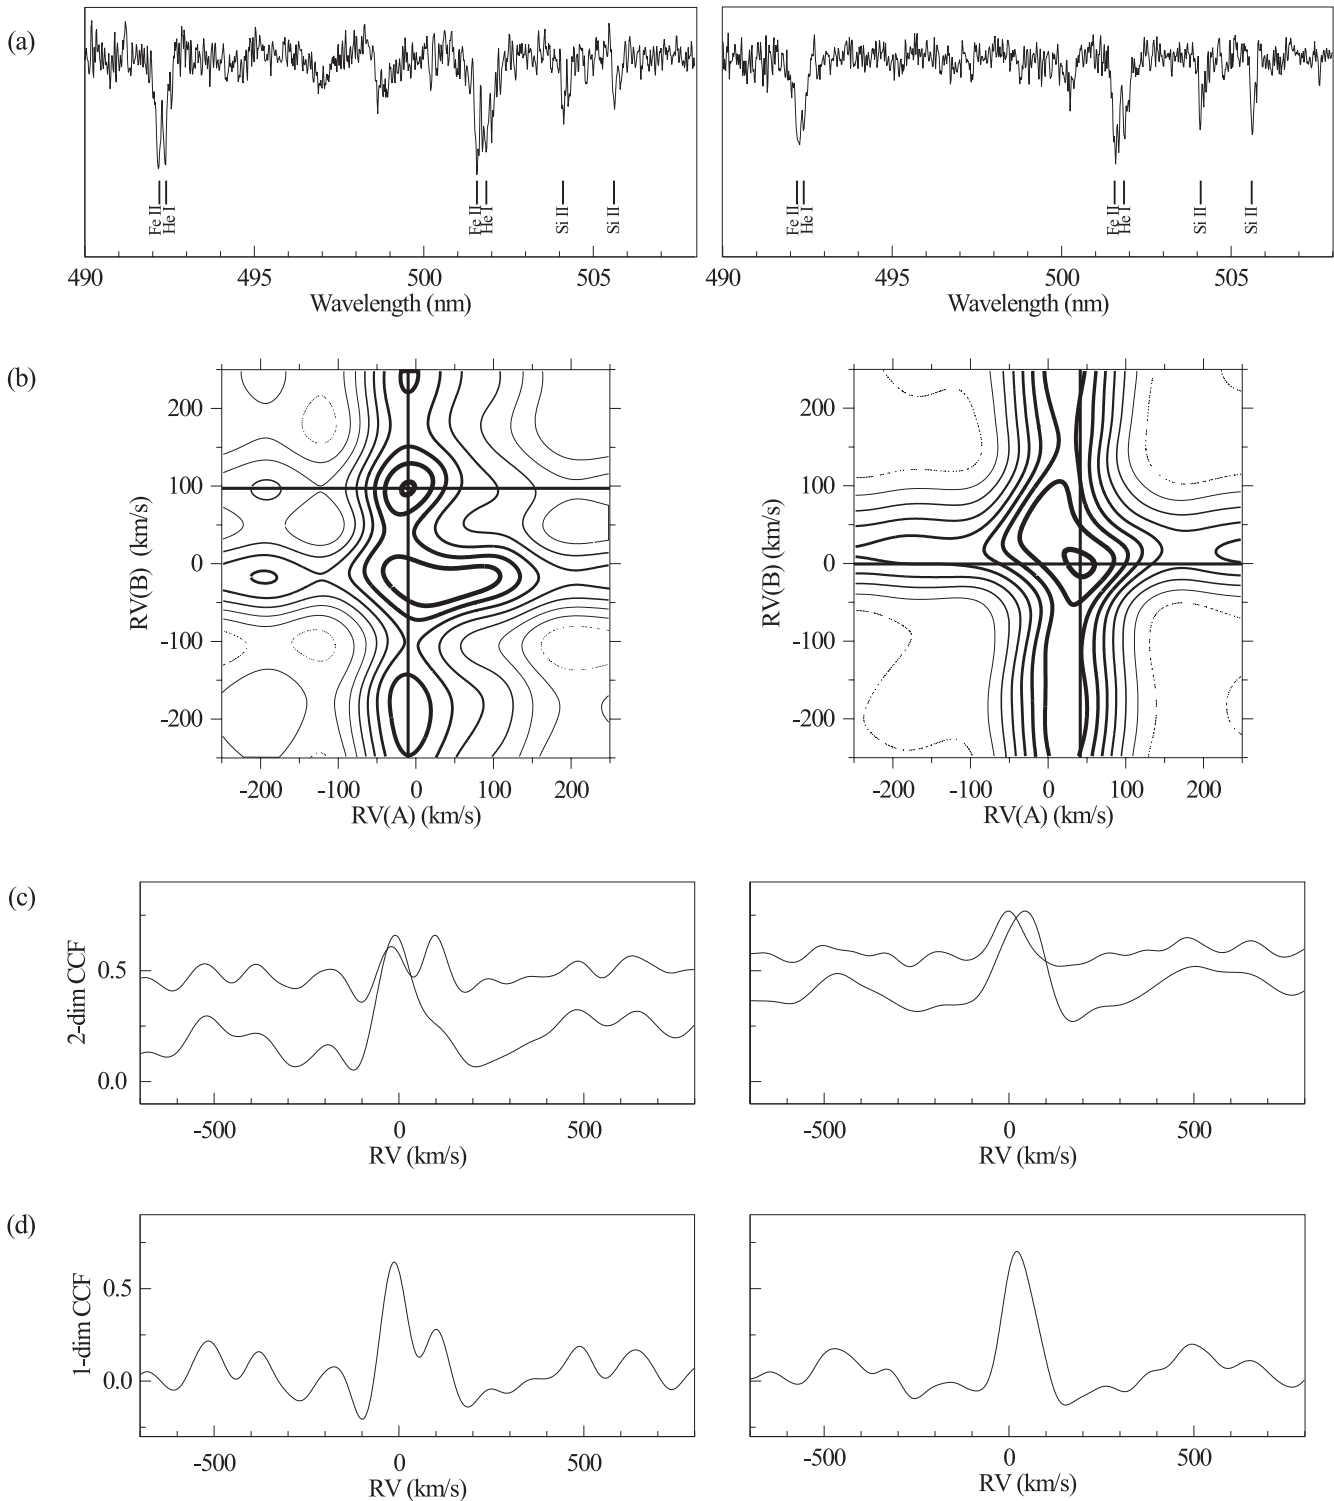 (a)
Fe II
He I
Fe II
He I
Si II
Si II
Fe II
He I
Fe II
He I
Si II
Si II
490 495 500 505
490 495 500 505
Wavelength (nm)
Wavelength (nm)
(b)
RV(B) (km/s)
200
100
0
-100
-200
-200 -100 0 100 200
RV(A) (km/s)
RV(B) (km/s)
200
100
0
-100
-200
-200 -100 0 100 200
RV(A) (km/s)
(c)
2-dim CCF
0.5
0.0
-500 0 500
RV (km/s)
-500 0 500
RV (km/s)
(d)
1-dim CCF
0.5
0.0
-500 0 500
RV (km/s)
-500 0 500
RV (km/s)